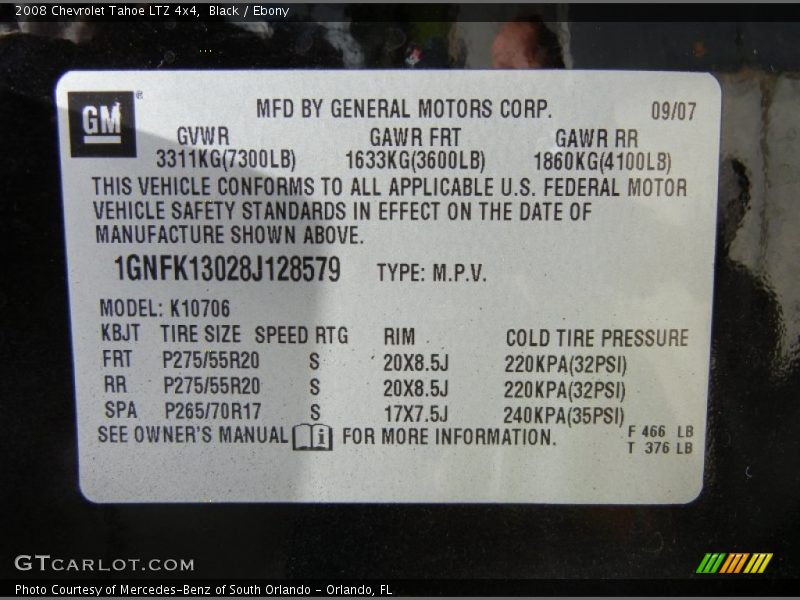 2008 Chevrolet Tahoe LTZ 4x4, Black / Ebony
GM®
MFD BY GENERAL MOTORS CORP. 09/07
GVWR GAWR FRT GAWR RR
3311KG(7300LB) 1633KG(3600LB) 1860KG(4100LB)
THIS VEHICLE CONFORMS TO ALL APPLICABLE U.S. FEDERAL MOTOR
VEHICLE SAFETY STANDARDS IN EFFECT ON THE DATE OF
MANUFACTURE SHOWN ABOVE.
1GNFK13028J128579 TYPE: M.P.V.
MODEL: K10706
KBJT TIRE SIZE SPEED RTG RIM COLD TIRE PRESSURE
FRT P275/55R20 S 20X8.5J 220KPA(32PSI)
RR P275/55R20 S 20X8.5J 220KPA(32PSI)
SPA P265/70R17 S 17X7.5J 240KPA(35PSI)
SEE OWNER'S MANUAL i FOR MORE INFORMATION.
F 466 LB
T 376 LB
GTCARLOT.COM
Photo Courtesy of Mercedes-Benz of South Orlando - Orlando, FL